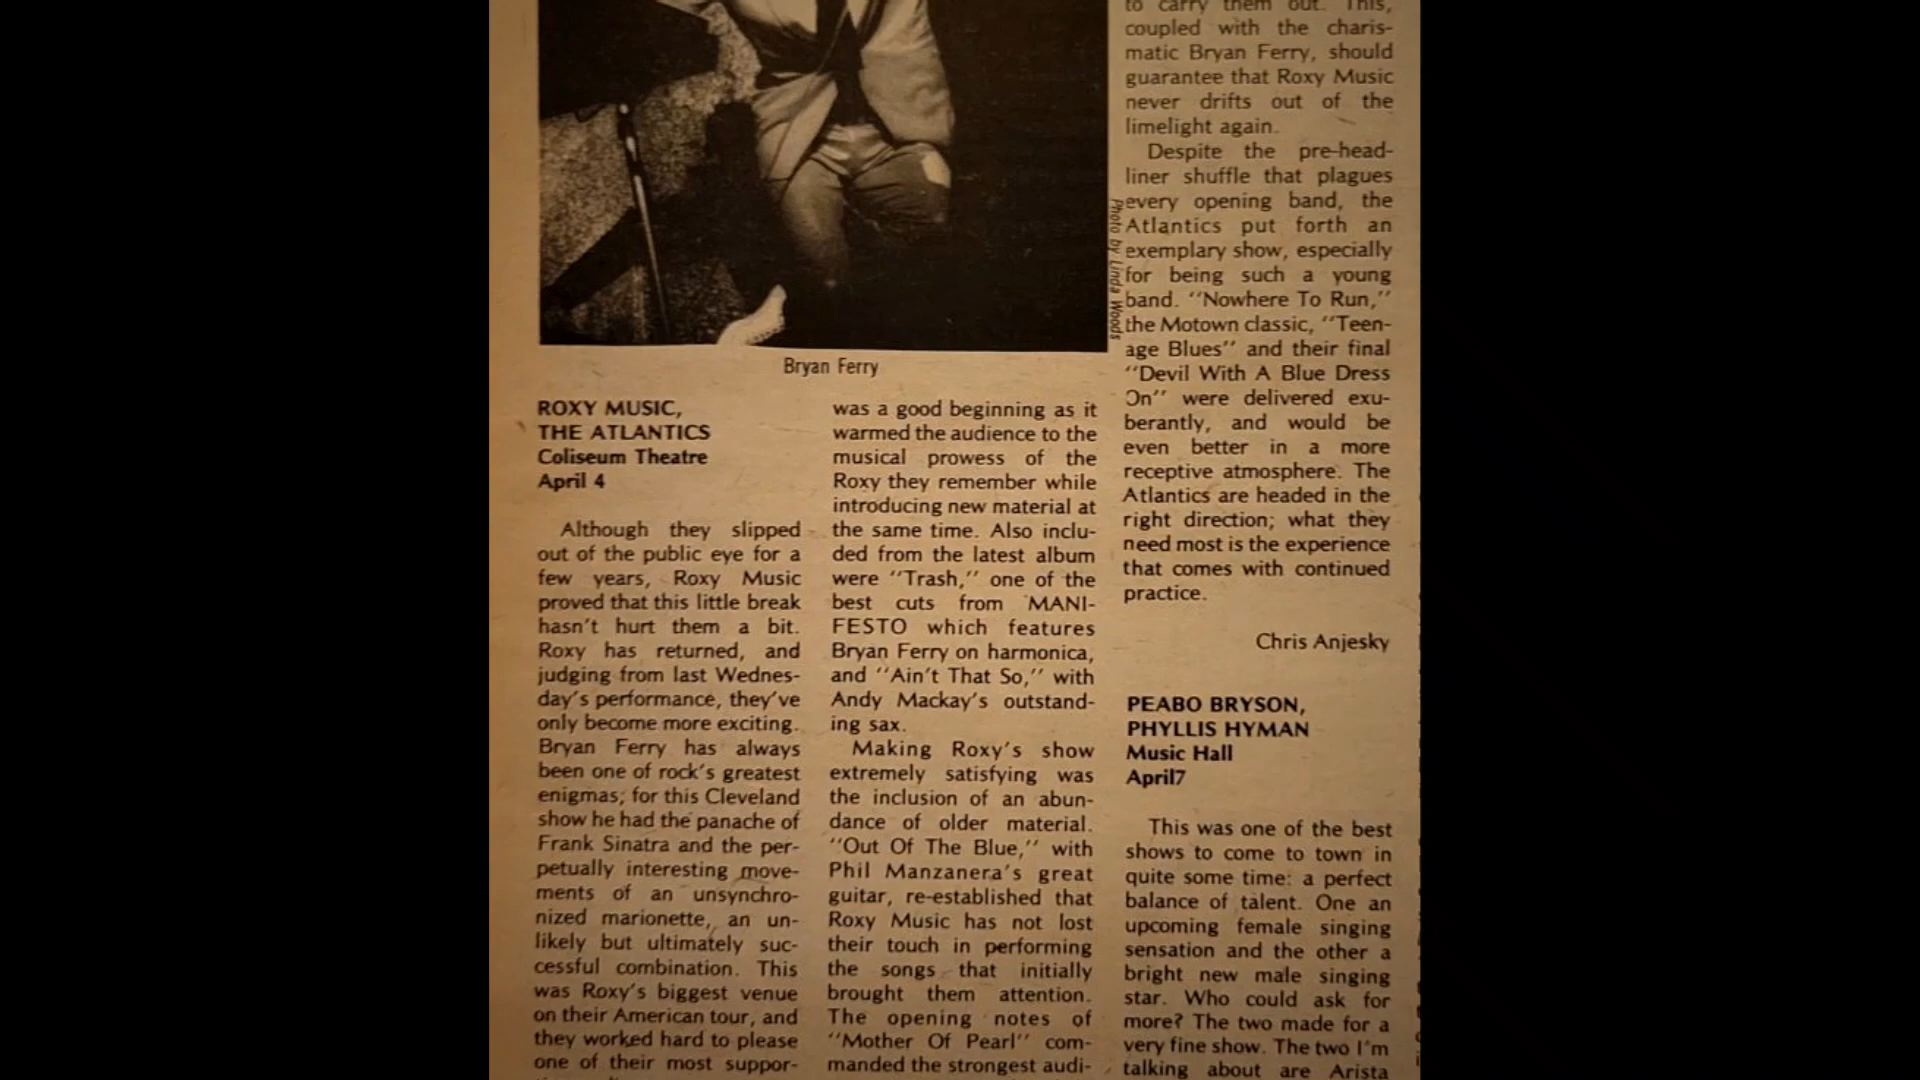 Bryan Ferry
ROXY MUSIC,
THE ATLANTICS
Coliseum Theatre
April 4
Although they slipped
out of the public eye for a
few years, Roxy Music
proved that this little break
hasn't hurt them a bit.
Roxy has returned, and
judging from last Wednes-
day's performance, they've
only become more exciting.
Bryan Ferry has always
been one of rock's greatest
enigmas; for this Cleveland
show he had the panache of
Frank Sinatra and the per-
petually interesting move-
ments of an unsynchro-
nized marionette, an un-
likely but ultimately suc-
cessful combination. This
was Roxy's biggest venue
on their American tour, and
they worked hard to please
one of their most suppor-
was a good beginning as it
warmed the audience to the
musical prowess of the
Roxy they remember while
introducing new material at
the same time. Also inclu-
ded from the latest album
were "Trash," one of the
best cuts from MANI-
FESTO which features
Bryan Ferry on harmonica,
and "Ain't That So," with
Andy Mackay's outstand-
ing sax.
Making Roxy's show
extremely satisfying was
the inclusion of an abun-
dance of older material.
"Out Of The Blue," with
Phil Manzanera's great
guitar, re-established that
Roxy Music has not lost
their touch in performing
the songs that initially
brought them attention.
The opening notes of
"Mother Of Pearl" com-
manded the strongest audi-
Photo by Linda Woods
to carry them out. This,
coupled with the charis-
matic Bryan Ferry, should
guarantee that Roxy Music
never drifts out of the
limelight again.
Despite the pre-head-
liner shuffle that plagues
every opening band, the
Atlantics put forth an
exemplary show, especially
for being such a young
band. "Nowhere To Run,"
the Motown classic, "Teen-
age Blues" and their final
"Devil With A Blue Dress
On" were delivered exu-
berantly, and would be
even better in a more
receptive atmosphere. The
Atlantics are headed in the
right direction; what they
need most is the experience
that comes with continued
practice.
Chris Anjesky
PEABO BRYSON,
PHYLLIS HYMAN
Music Hall
April7
This was one of the best
shows to come to town in
quite some time: a perfect
balance of talent. One an
upcoming female singing
sensation and the other a
bright new male singing
star. Who could ask for
more? The two made for a
very fine show. The two I'm
talking about are Arista